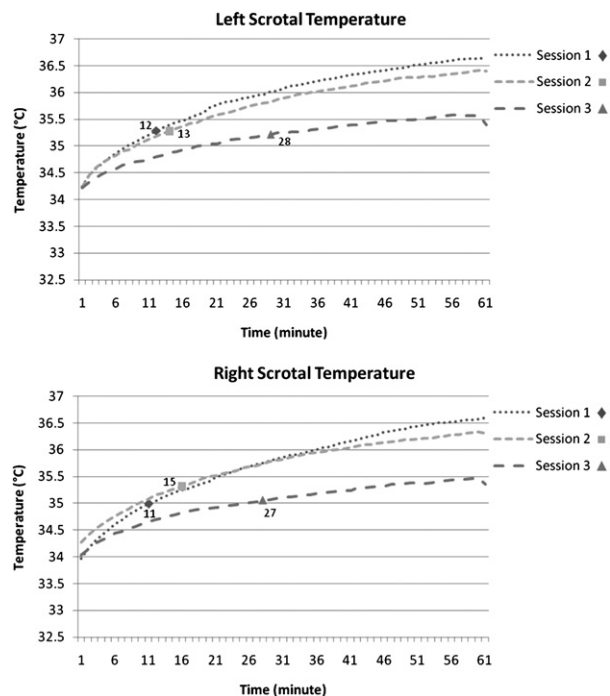 Left Scrotal Temperature
37
36.5
36
35.5
35
34.5
34
33.5
33
32.5
Temperature (°C)
12
13
28
Session 1
Session 2
Session 3
1 6 11 16 21 26 31 36 41 46 51 56 61
Time (minute)
Right Scrotal Temperature
37
36.5
36
35.5
35
34.5
34
33.5
33
32.5
Temperature (°C)
15
11
27
Session 1
Session 2
Session 3
1 6 11 16 21 26 31 36 41 46 51 56 61
Time (minute)